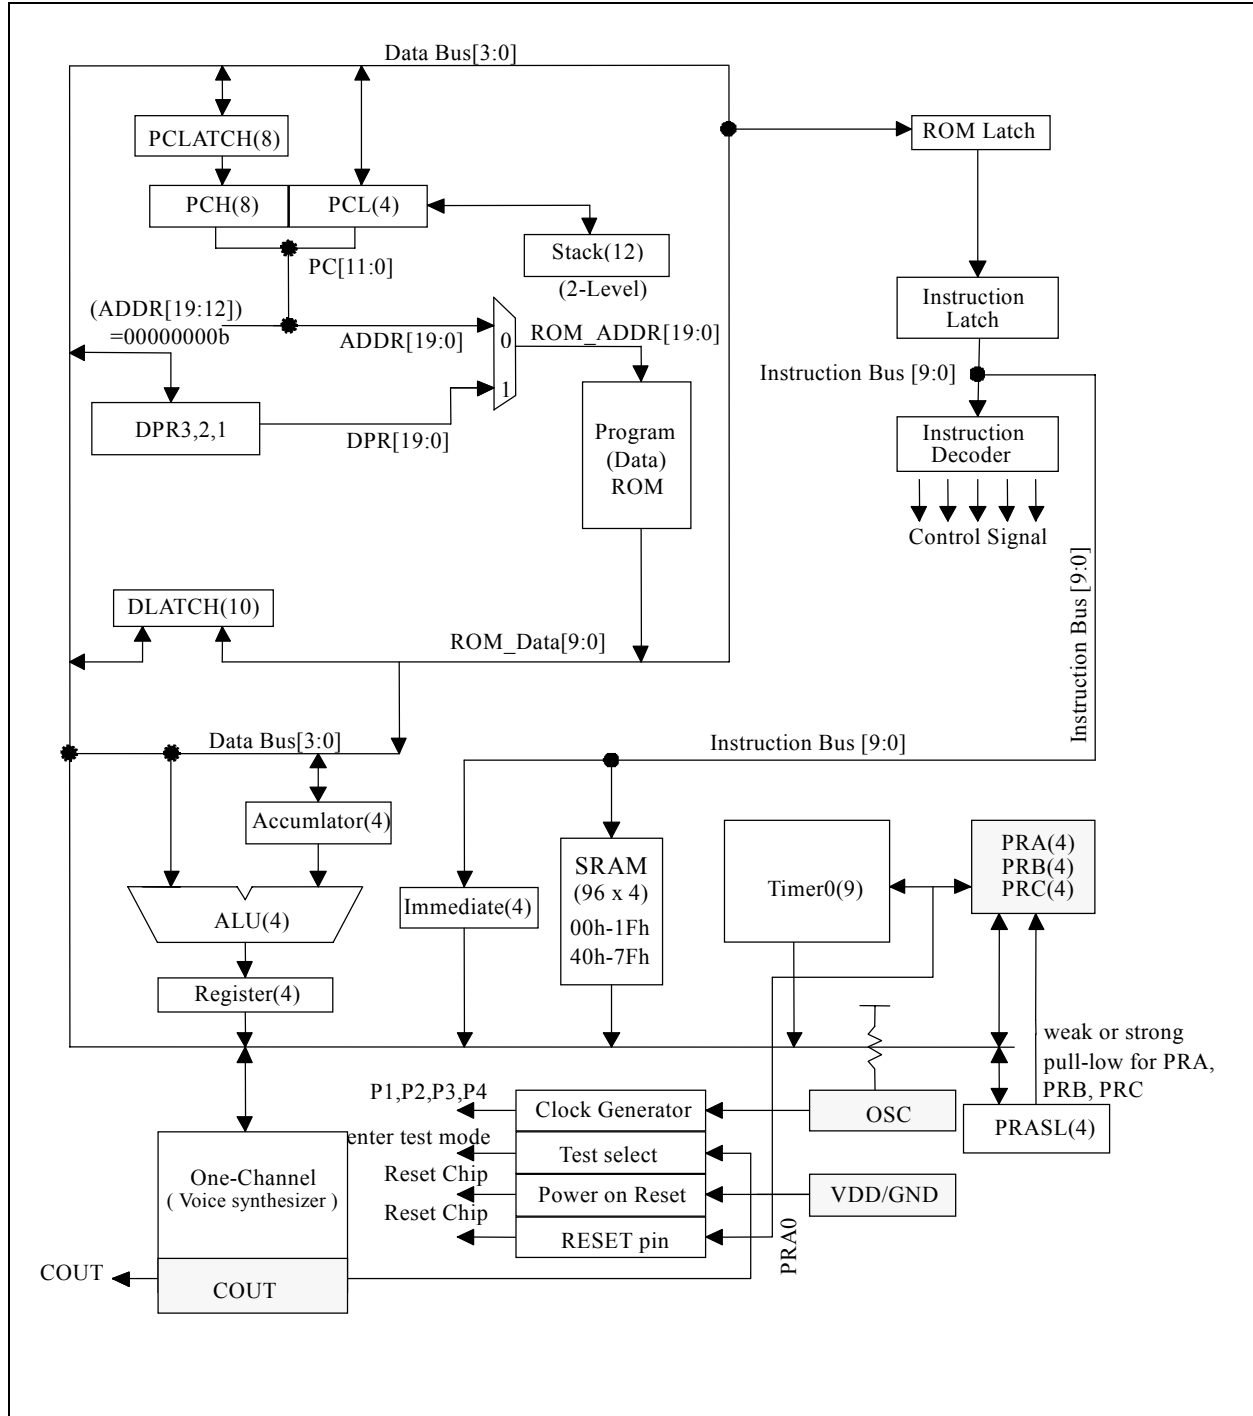 Data Bus[3:0]
PCLATCH(8)
ROM Latch
PCH(8)
PCL(4)
Stack(12)
(2-Level)
PC[11:0]
(ADDR[19:12])
=00000000b
ADDR[19:0]
0
1
ROM_ADDR[19:0]
Instruction
Latch
Instruction Bus [9:0]
DPR3,2,1
DPR[19:0]
Program
(Data)
ROM
Instruction
Decoder
Control Signal
Instruction Bus [9:0]
DLATCH(10)
ROM_Data[9:0]
Data Bus[3:0]
Instruction Bus [9:0]
Accumlator(4)
ALU(4)
Register(4)
Immediate(4)
SRAM
(96 x 4)
00h-1Fh
40h-7Fh
Timer0(9)
PRA(4)
PRB(4)
PRC(4)
weak or strong
pull-low for PRA,
PRB, PRC
PRASL(4)
P1,P2,P3,P4
Clock Generator
OSC
enter test mode
Test select
Reset Chip
Power on Reset
VDD/GND
Reset Chip
RESET pin
PRA0
One-Channel
( Voice synthesizer )
COUT
COUT